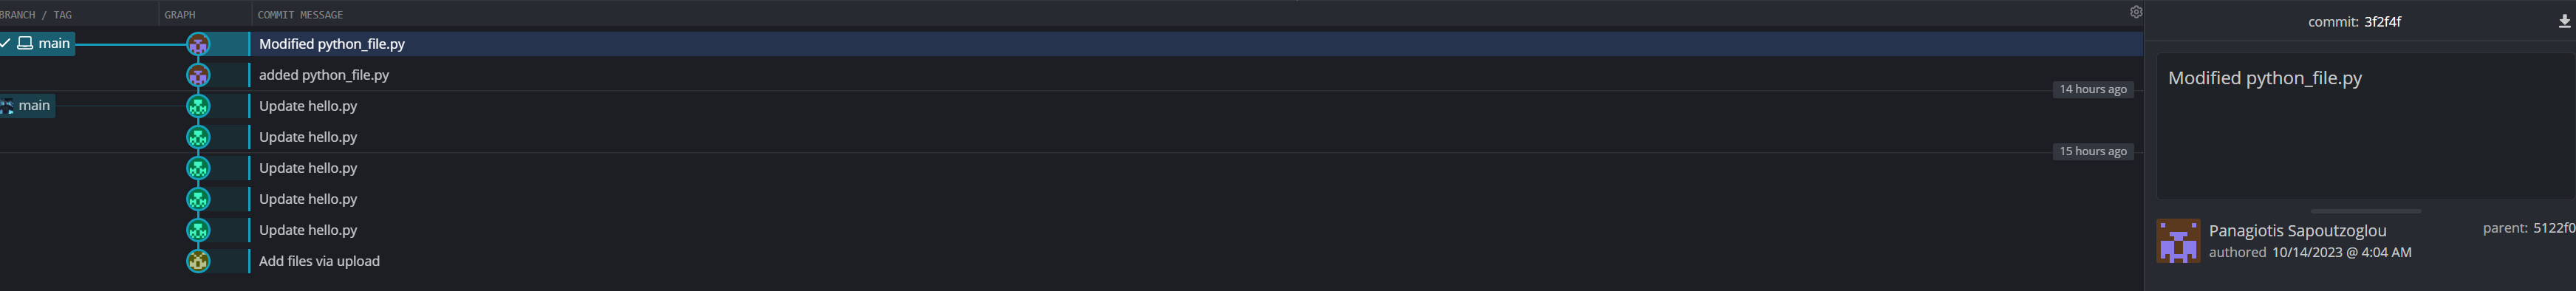 BRANCH / TAG GRAPH COMMIT MESSAGE
main Modified python_file.py
added python_file.py
14 hours ago
main Update hello.py
Update hello.py
15 hours ago
Update hello.py
Update hello.py
Update hello.py
Add files via upload
commit: 3f2f4f
Modified python_file.py
Panagiotis Sapoutzoglou
authored 10/14/2023 @ 4:04 AM
parent: 5122f0